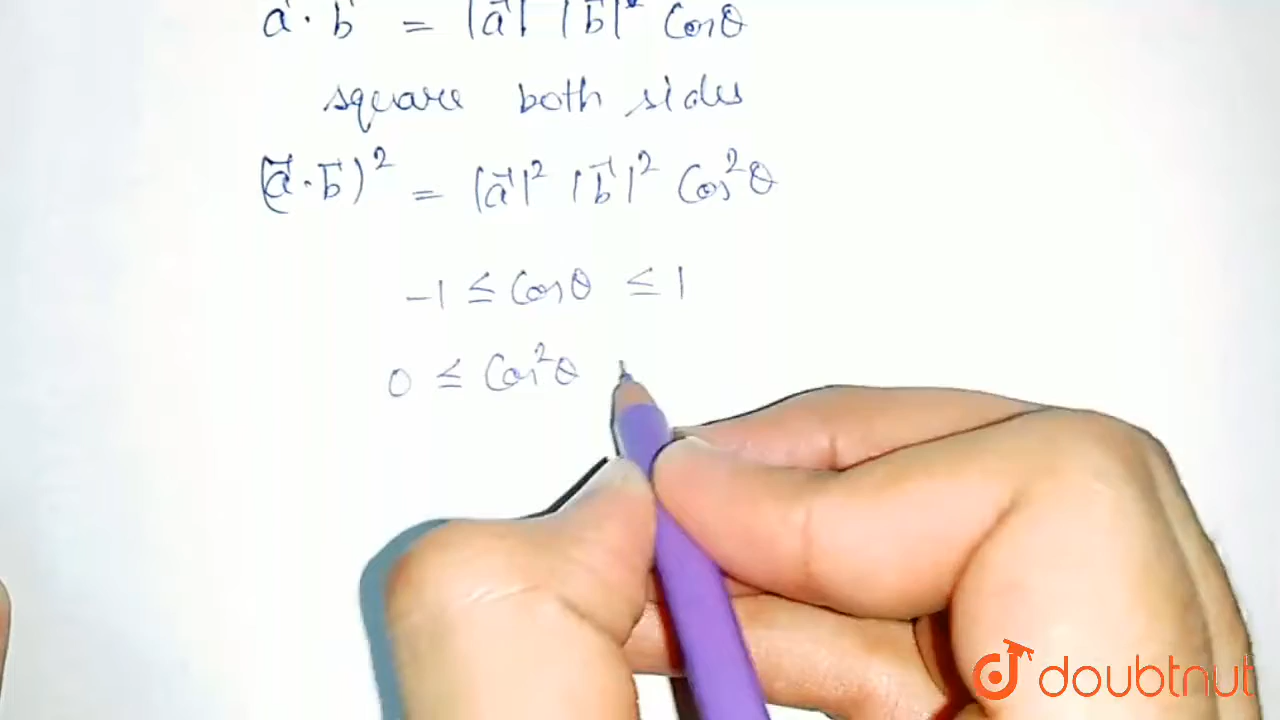 a⃗ · b⃗ = |a⃗| |b⃗| Cosθ
square both sides
(a⃗ · b⃗)² = |a⃗|² |b⃗|² Cos²θ
-1 ≤ Cosθ ≤ 1
0 ≤ Cos²θ
doubtnut